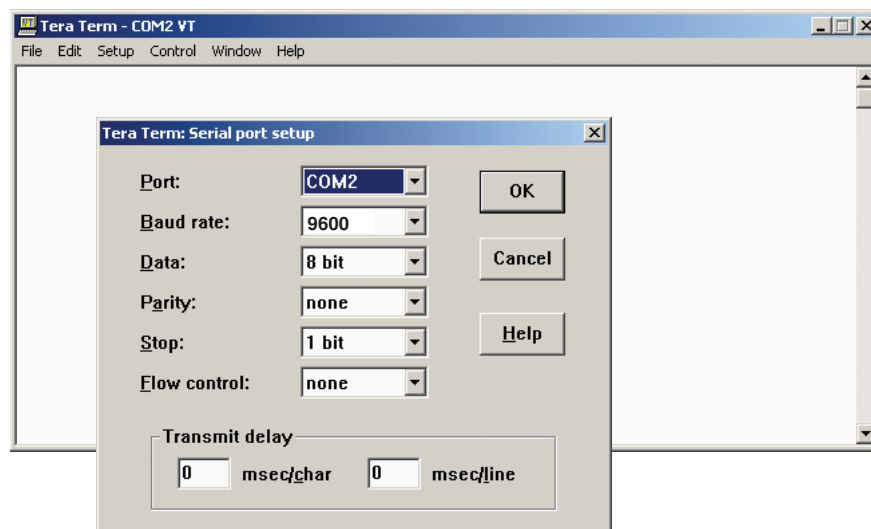 Tera Term - COM2 VT
File Edit Setup Control Window Help
Tera Term: Serial port setup
Port: COM2
OK
Baud rate: 9600
Data: 8 bit
Cancel
Parity: none
Stop: 1 bit
Help
Flow control: none
Transmit delay
0 msec/char 0 msec/line